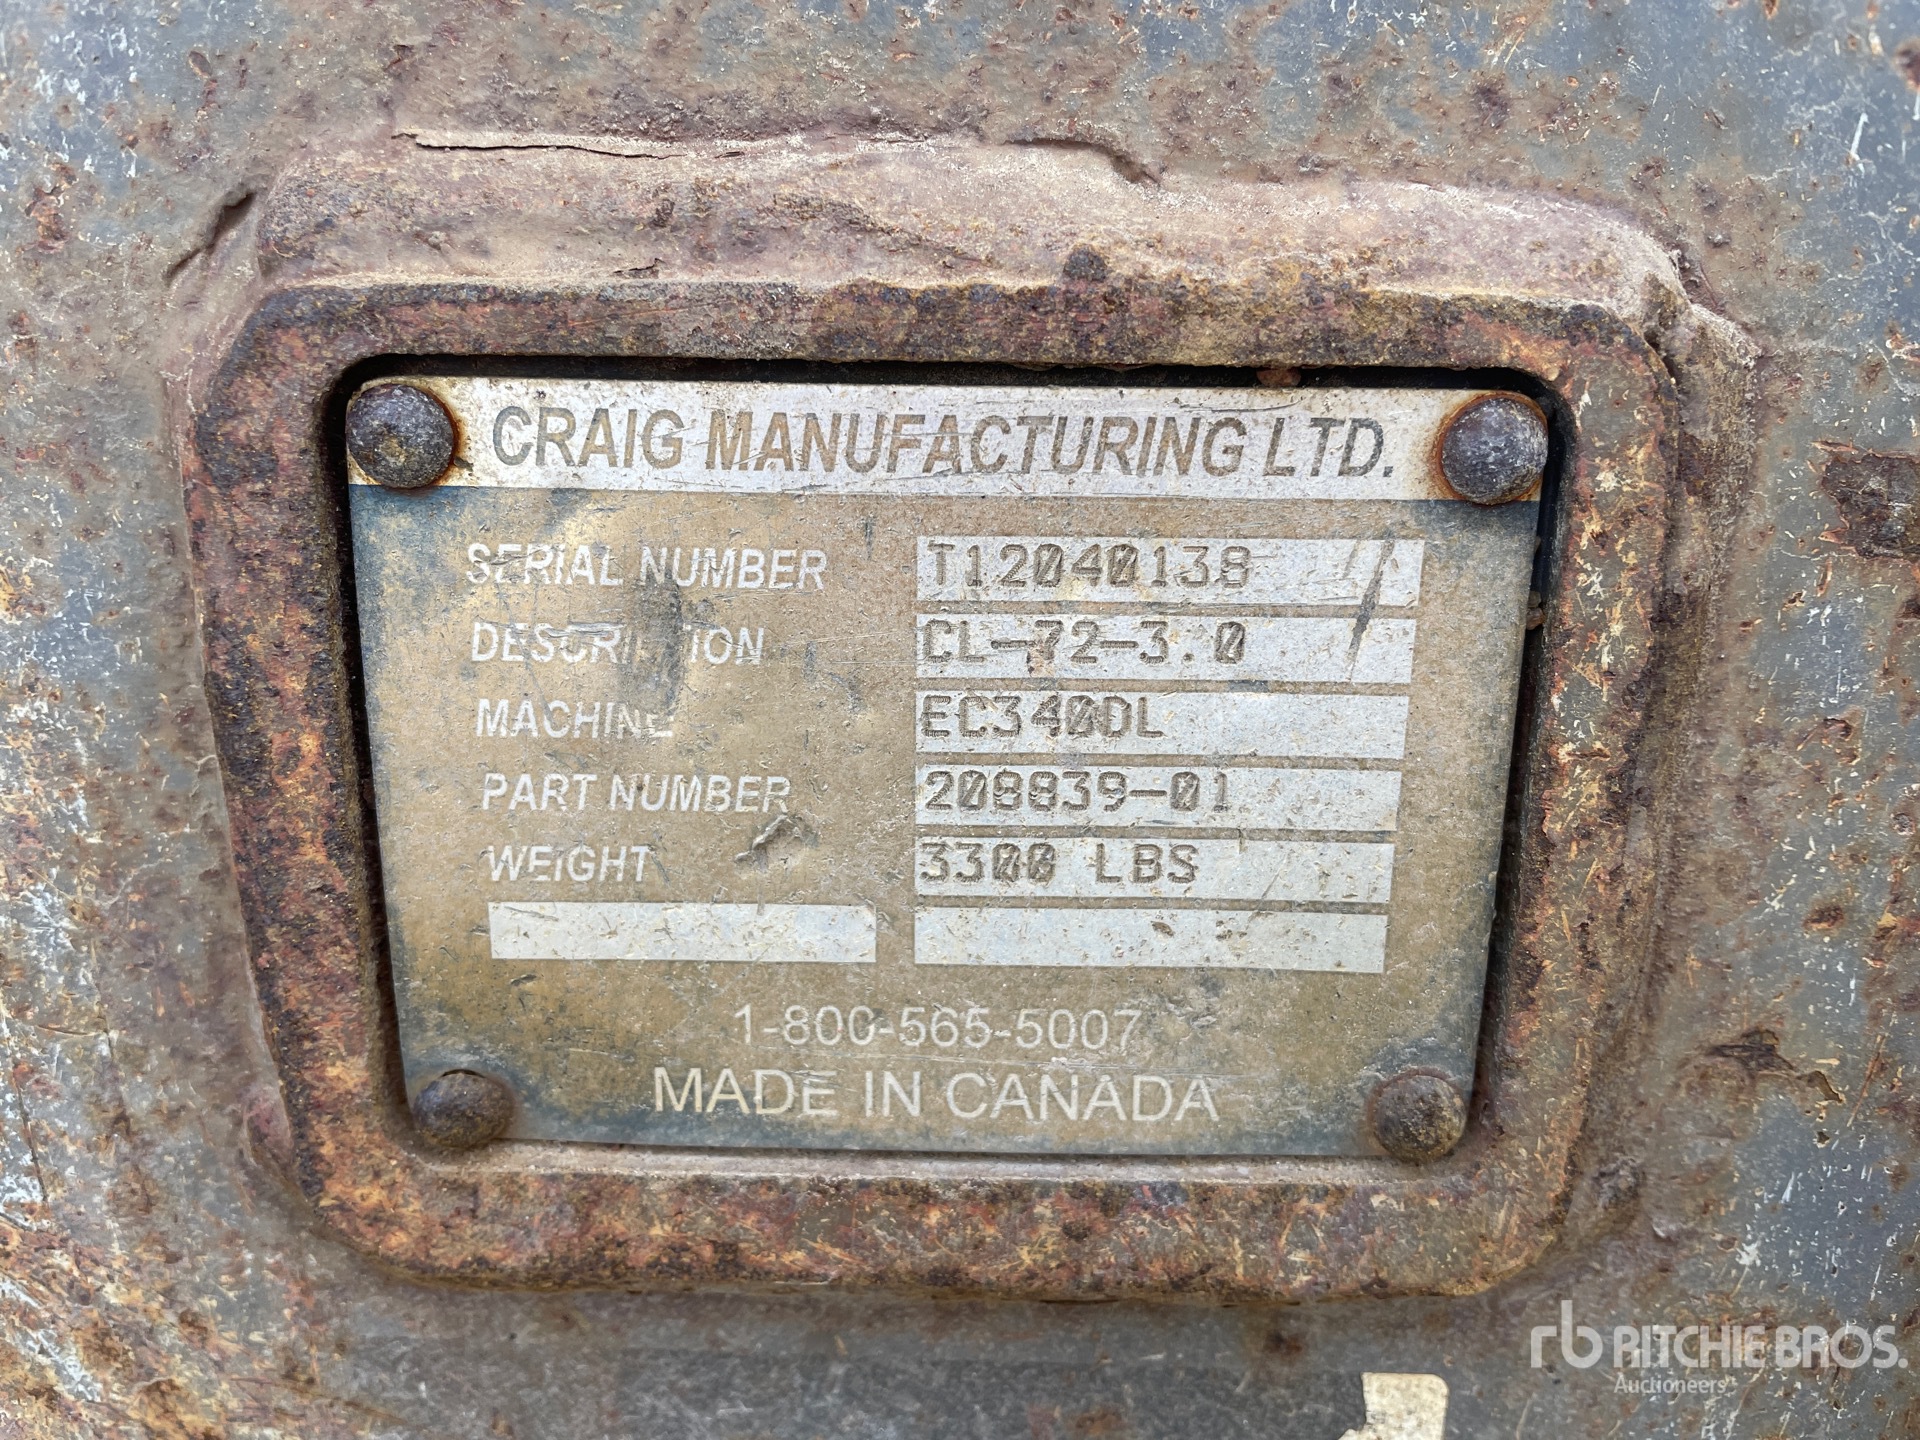 CRAIG MANUFACTURING LTD.
SERIAL NUMBER T12040138
DESCRIPTION CL-72-3.0
MACHINE EC340DL
PART NUMBER 208839-01
WEIGHT 3300 LBS
1-800-565-5007
MADE IN CANADA
rb RITCHIE BROS.
Auctioneers